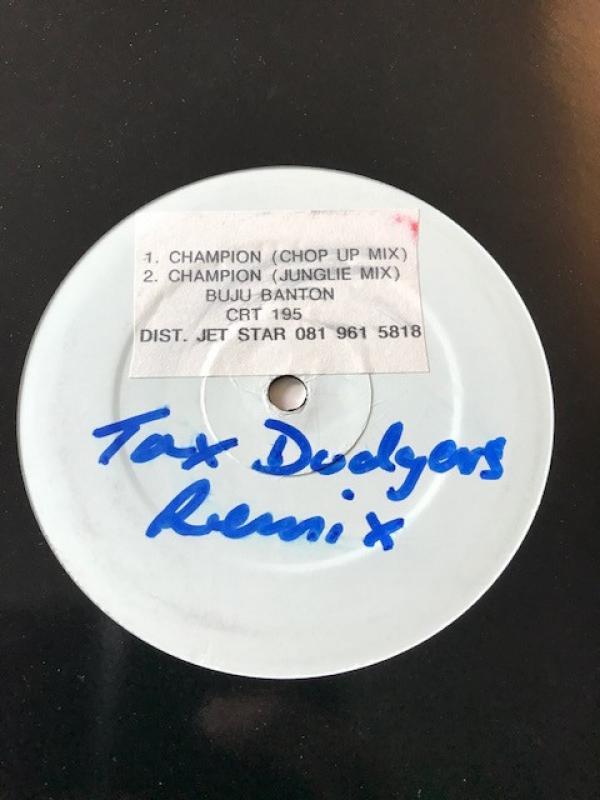 1. CHAMPION (CHOP UP MIX)
2. CHAMPION (JUNGLIE MIX)
BUJU BANTON
CRT 195
DIST. JET STAR 081 961 5818
Tax Dodgers
Remix